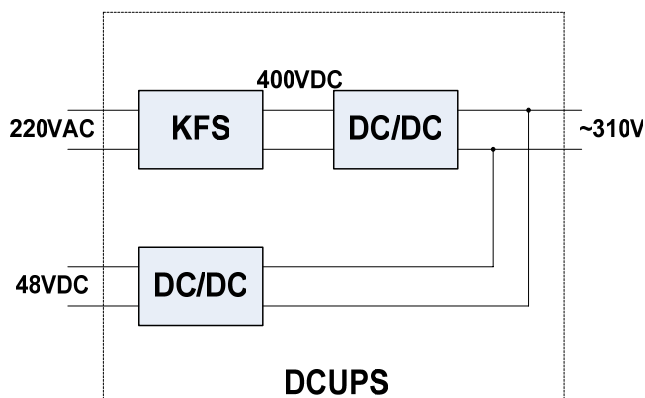 400VDC
220VAC
KFS
DC/DC
~310V
48VDC
DC/DC
DCUPS